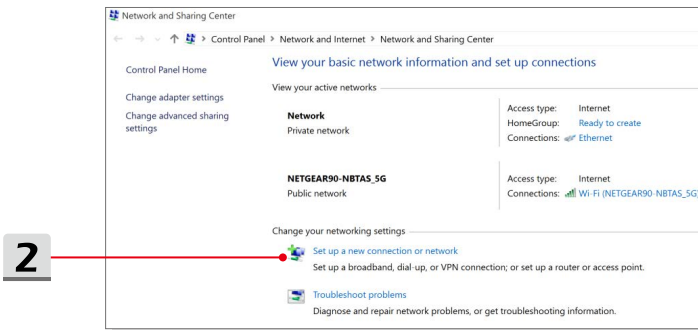 Network and Sharing Center
Control Panel > Network and Internet > Network and Sharing Center
Control Panel Home
Change adapter settings
Change advanced sharing
settings
View your basic network information and set up connections
View your active networks
Network
Private network
Access type: Internet
HomeGroup: Ready to create
Connections: Ethernet
NETGEAR90-NBTAS_5G
Public network
Access type: Internet
Connections: Wi-Fi (NETGEAR90-NBTAS_5G)
Change your networking settings
2
Set up a new connection or network
Set up a broadband, dial-up, or VPN connection; or set up a router or access point.
Troubleshoot problems
Diagnose and repair network problems, or get troubleshooting information.